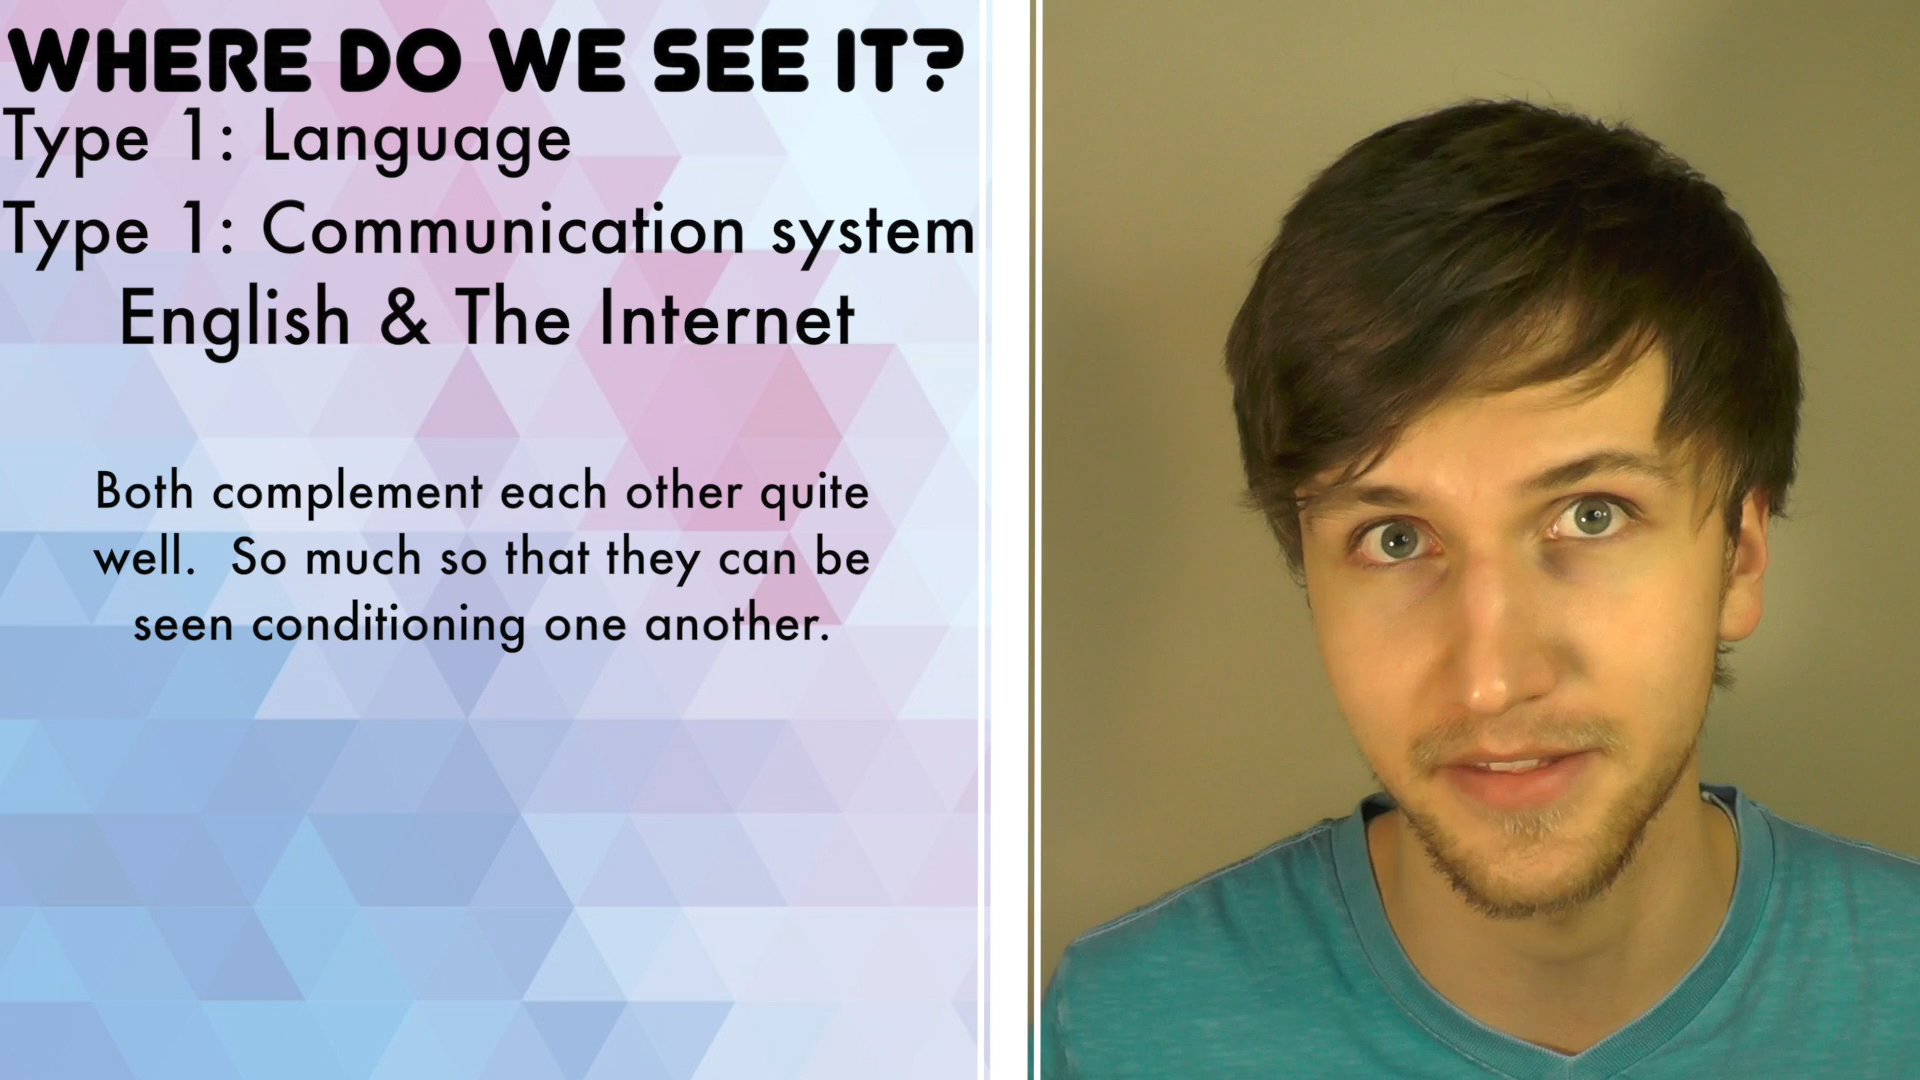 WHERE DO WE SEE IT?
Type 1: Language
Type 1: Communication system
English & The Internet
Both complement each other quite
well.  So much so that they can be
seen conditioning one another.